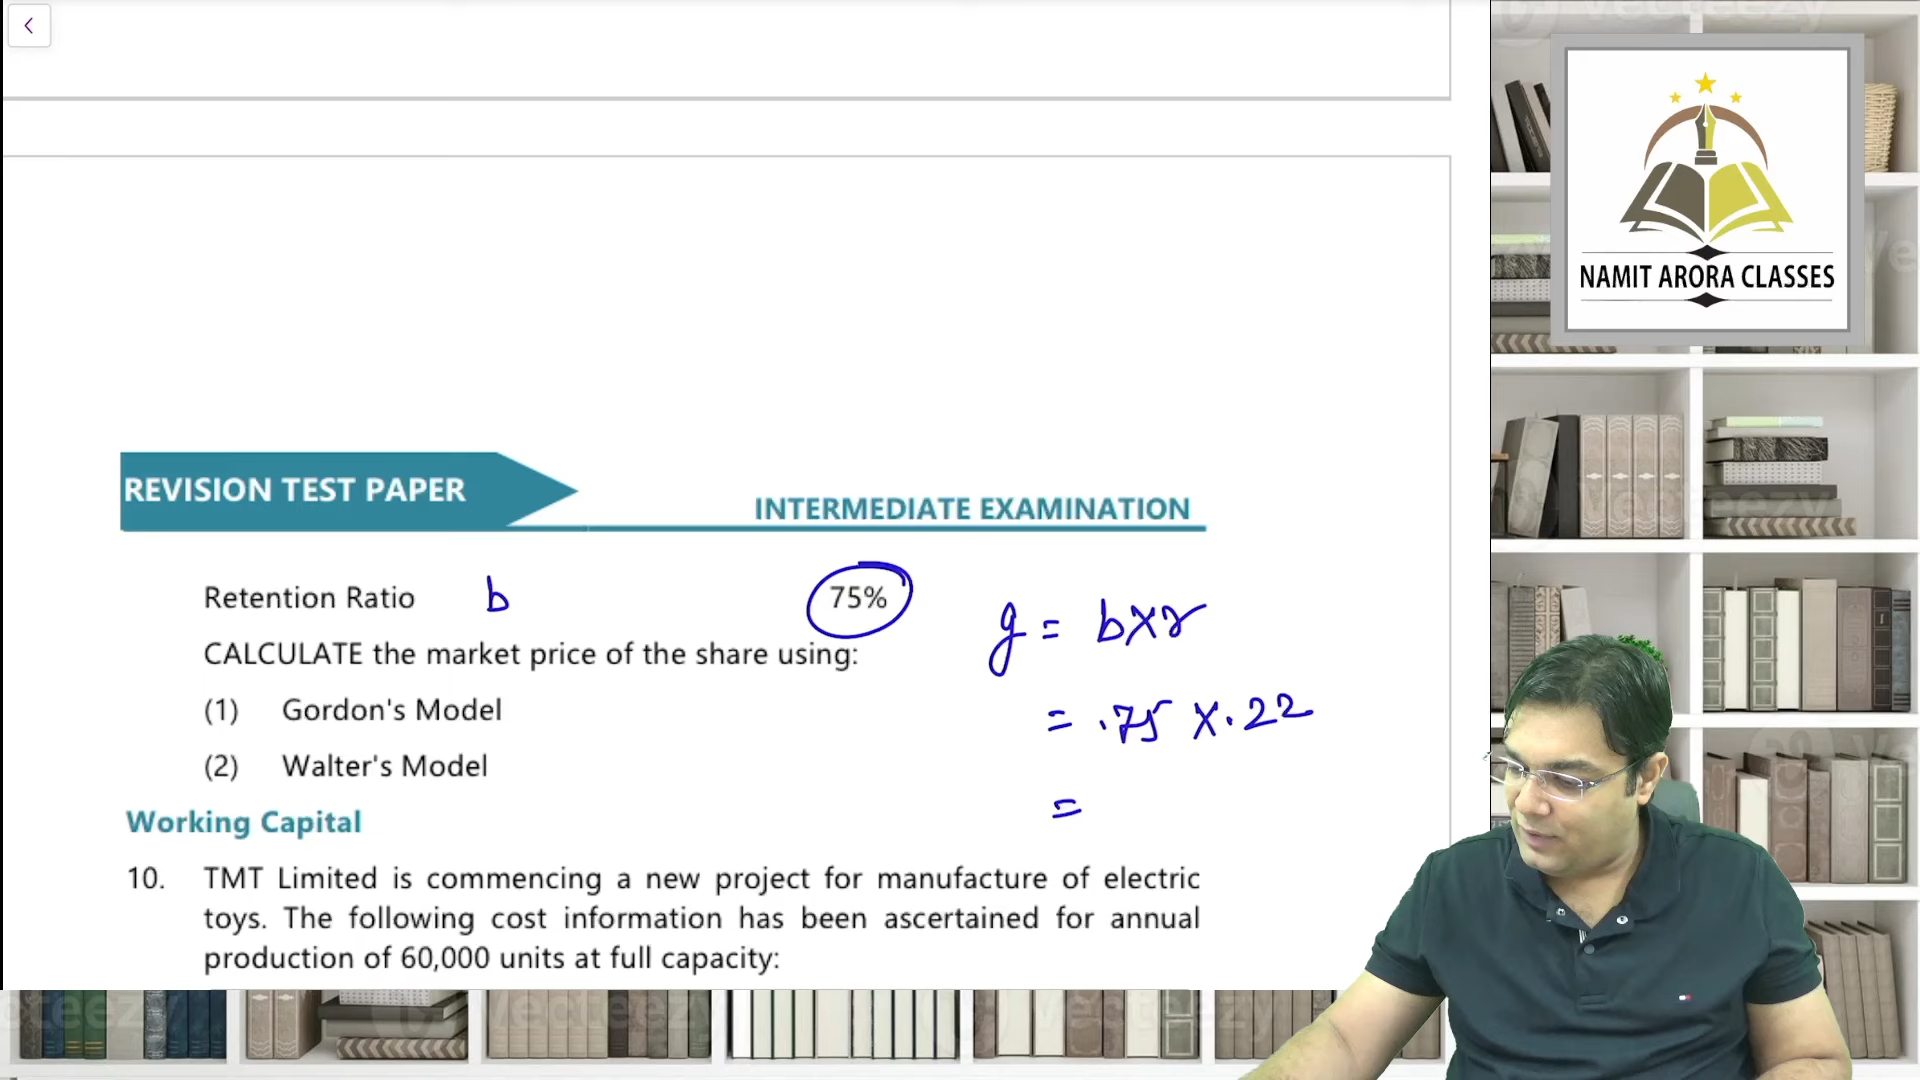 NAMIT ARORA CLASSES
REVISION TEST PAPER
INTERMEDIATE EXAMINATION
Retention Ratio b 75%
g = b×r
CALCULATE the market price of the share using:
(1) Gordon's Model
= .75 × .22
(2) Walter's Model
=
Working Capital
10. TMT Limited is commencing a new project for manufacture of electric
toys. The following cost information has been ascertained for annual
production of 60,000 units at full capacity:
vecteezy